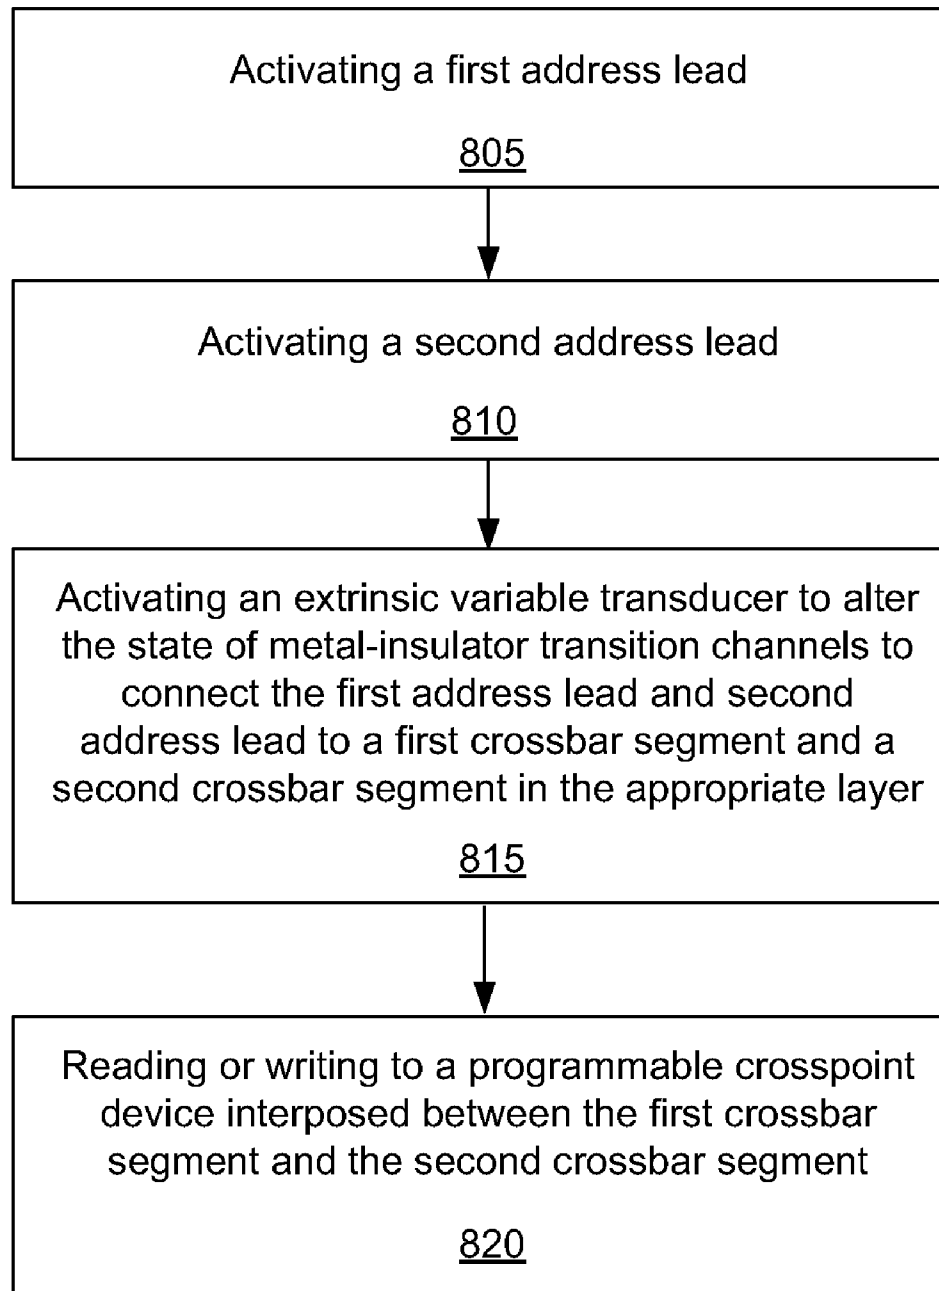 Activating a first address lead
805
Activating a second address lead
810
Activating an extrinsic variable transducer to alter
the state of metal-insulator transition channels to
connect the first address lead and second
address lead to a first crossbar segment and a
second crossbar segment in the appropriate layer
815
Reading or writing to a programmable crosspoint
device interposed between the first crossbar
segment and the second crossbar segment
820